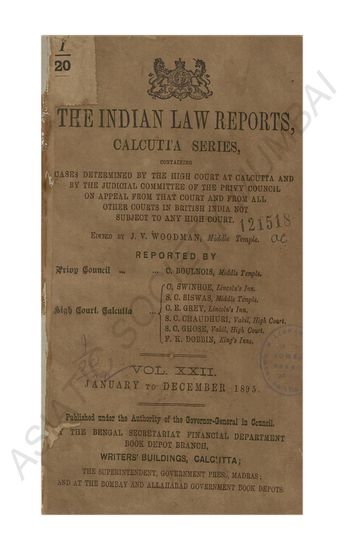 1
20
THE INDIAN LAW REPORTS,
CALCUTTA SERIES,
CONTAINING
CASES DETERMINED BY THE HIGH COURT AT CALCUTTA AND
BY THE JUDICIAL COMMITTEE OF THE PRIVY COUNCIL
ON APPEAL FROM THAT COURT AND FROM ALL
OTHER COURTS IN BRITISH INDIA NOT
SUBJECT TO ANY HIGH COURT.
121518
EDITED BY J. V. WOODMAN, Middle Temple.
REPORTED BY
Privy Council ... ... C. BOULNOIS, Middle Temple.
C. SWINHOE, Lincoln's Inn.
S. C. BISWAS, Middle Temple.
High Court, Calcutta ... C. E. GREY, Lincoln's Inn.
S. C. CHAUDHURI, Vakil, High Court.
S. C. GHOSE, Vakil, High Court.
F. K. DOBBIN, King's Inns.
VOL. XXII.
JANUARY TO DECEMBER 1895.
Published under the Authority of the Governor-General in Council.
BY THE BENGAL SECRETARIAT FINANCIAL DEPARTMENT
BOOK DEPOT BRANCH,
WRITERS' BUILDINGS, CALCUTTA;
THE SUPERINTENDENT, GOVERNMENT PRESS, MADRAS;
AND AT THE BOMBAY AND ALLAHABAD GOVERNMENT BOOK DEPOTS.